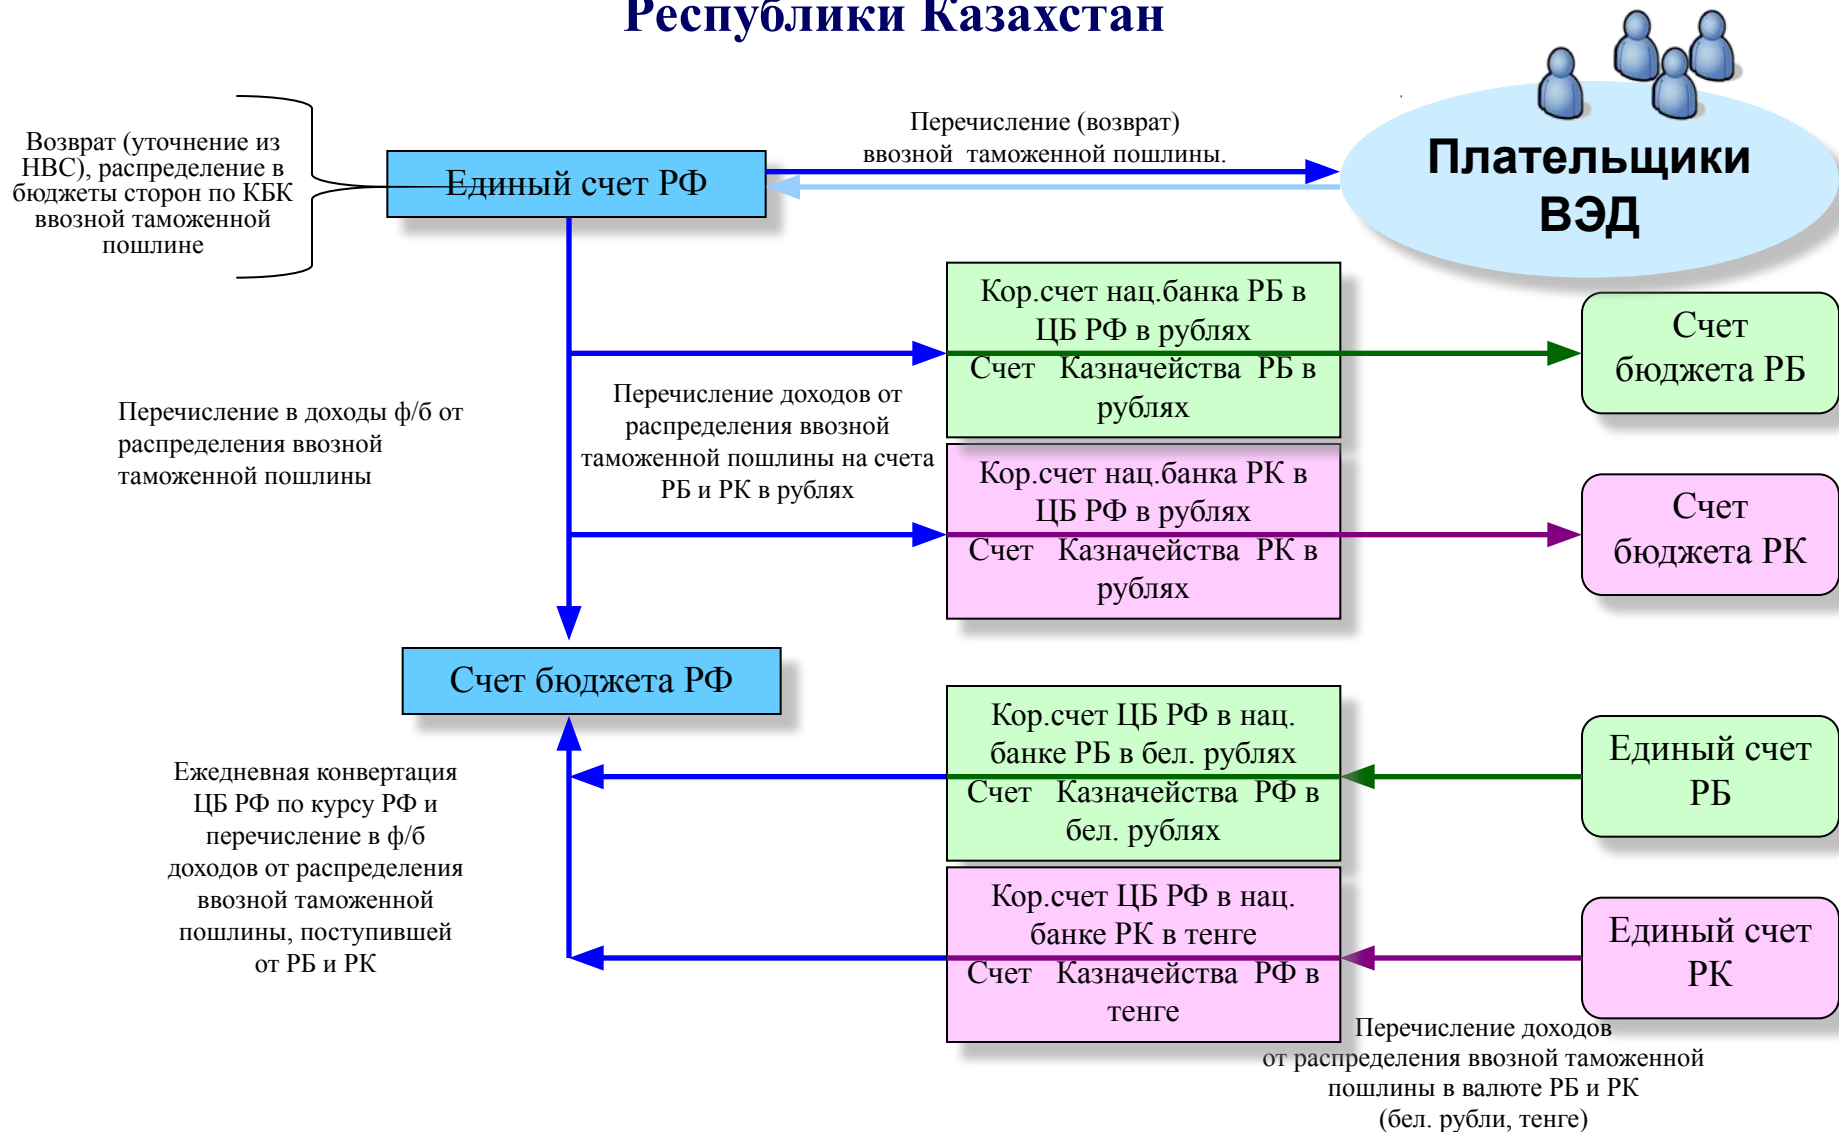 Республики Казахстан
Возврат (уточнение из
НВС), распределение в
бюджеты сторон по КБК
ввозной таможенной
пошлине
Единый счет РФ
Перечисление (возврат)
ввозной таможенной пошлины.
Плательщики
ВЭД
Кор.счет нац.банка РБ в
ЦБ РФ в рублях
Счет Казначейства РБ в
рублях
Счет
бюджета РБ
Перечисление в доходы ф/б от
распределения ввозной
таможенной пошлины
Перечисление доходов от
распределения ввозной
таможенной пошлины на счета
РБ и РК в рублях
Кор.счет нац.банка РК в
ЦБ РФ в рублях
Счет Казначейства РК в
рублях
Счет
бюджета РК
Счет бюджета РФ
Кор.счет ЦБ РФ в нац.
банке РБ в бел. рублях
Счет Казначейства РФ в
бел. рублях
Единый счет
РБ
Ежедневная конвертация
ЦБ РФ по курсу РФ и
перечисление в ф/б
доходов от распределения
ввозной таможенной
пошлины, поступившей
от РБ и РК
Кор.счет ЦБ РФ в нац.
банке РК в тенге
Счет Казначейства РФ в
тенге
Единый счет
РК
Перечисление доходов
от распределения ввозной таможенной
пошлины в валюте РБ и РК
(бел. рубли, тенге)